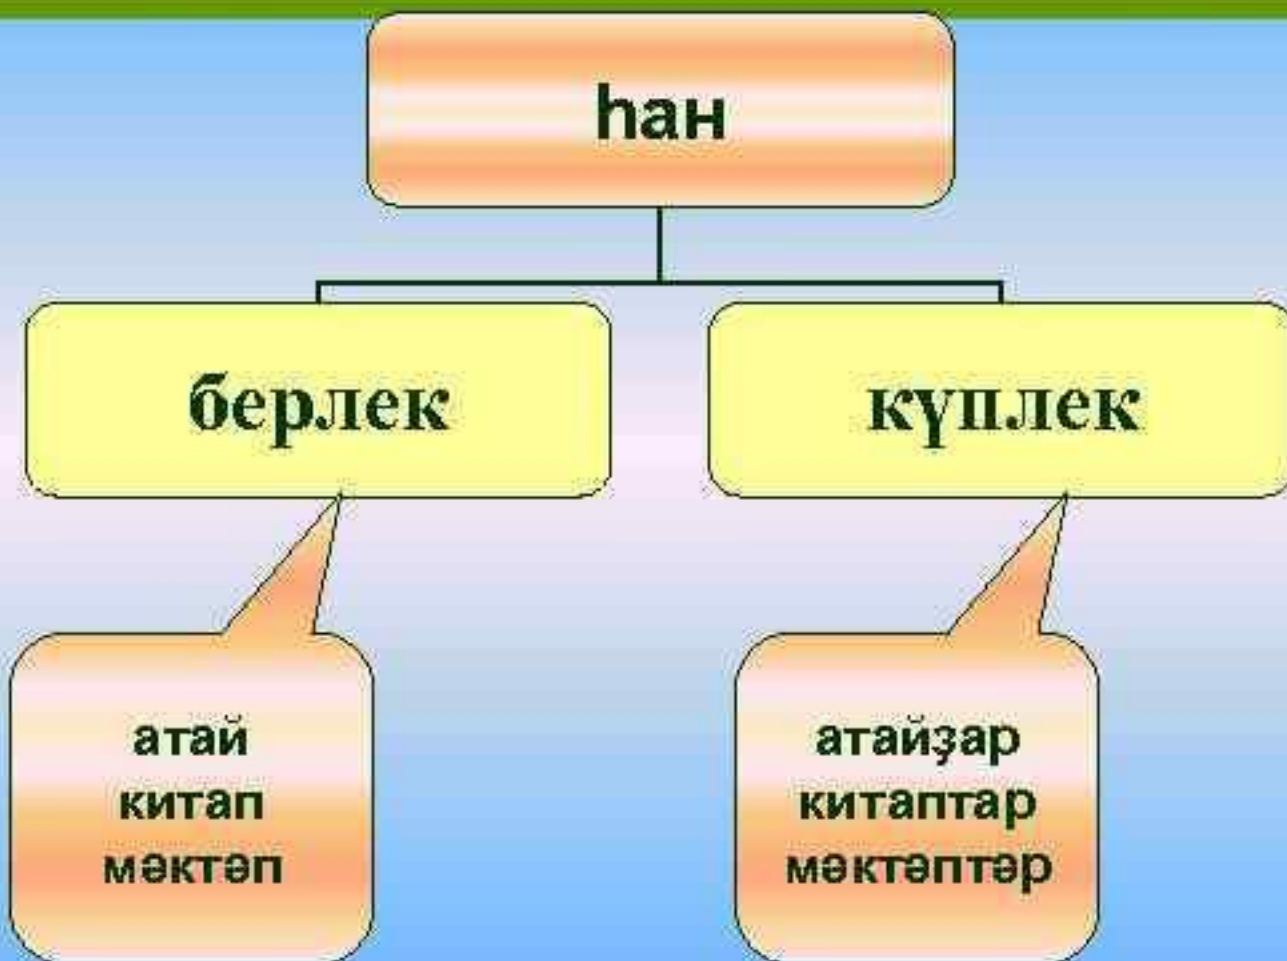 һан
берлек
күплек
атай
китап
мәктәп
атайҙар
китаптар
мәктәптәр